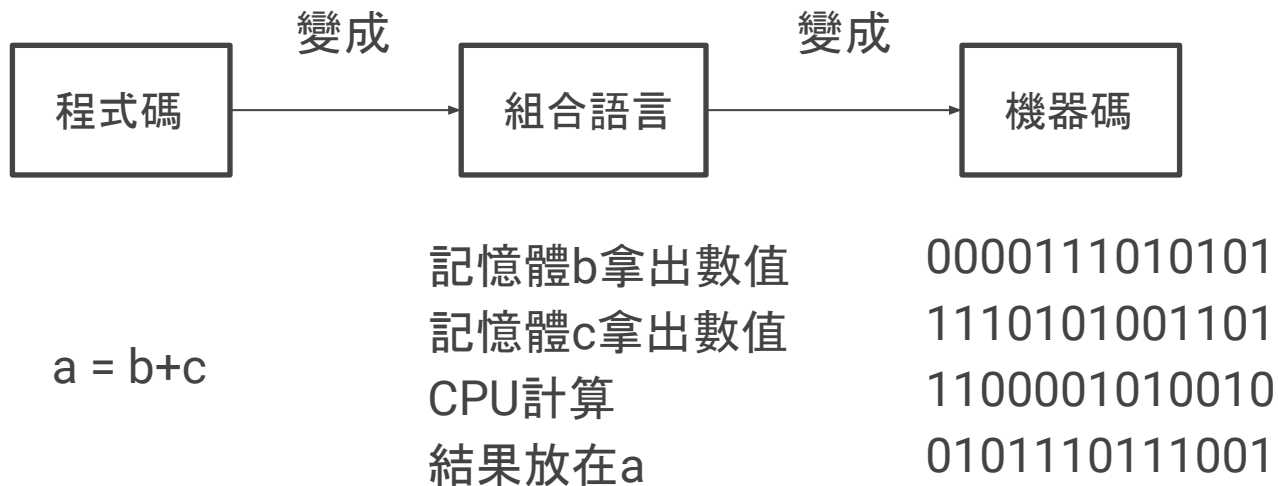 變成
變成
程式碼
組合語言
機器碼
a = b+c
記憶體b拿出數值
記憶體c拿出數值
CPU計算
結果放在a
0000111010101
1110101001101
1100001010010
0101110111001